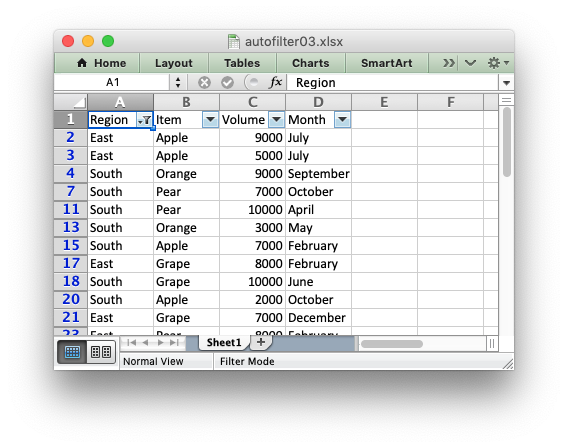 autofilter03.xlsx
Home Layout Tables Charts SmartArt
A1 fx Region
A B C D E F
1 Region Item Volume Month
2 East Apple 9000 July
3 East Apple 5000 July
4 South Orange 9000 September
7 South Pear 7000 October
11 South Pear 10000 April
13 South Orange 3000 May
15 South Apple 7000 February
17 East Grape 8000 February
18 South Grape 10000 June
20 South Apple 2000 October
21 East Grape 7000 December
23 East Pear 8000 February
Sheet1
Normal View Filter Mode